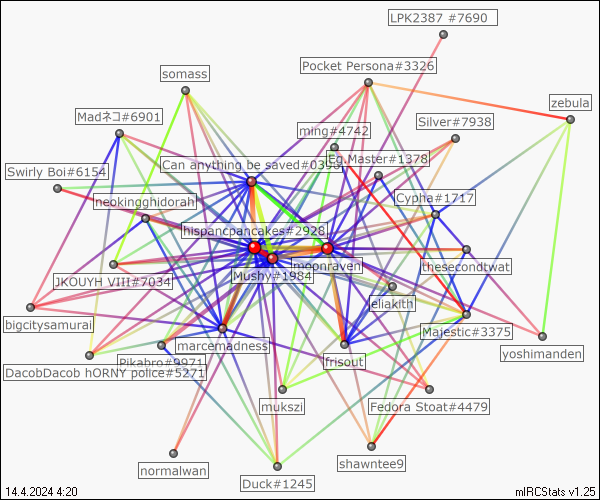 LPK2387 #7690
Pocket Persona#3326
somass
zebula
Madネコ#6901
Silver#7938
ming#4742
Eg.Master#1378
Can anything be saved#0399
Swirly Boi#6154
Cypha#1717
neokingghidorah
hispancpancakes#2928
moonraven
thesecondtwat
Mushy#1984
JKOUYH VIII#7034
jeliakith
bigcitysamurai
Majestic#3375
marcemadness
yoshimanden
frisout
Pikabro#9971
DacobDacob hORNY police#5271
mukszi
Fedora Stoat#4479
normalwan
shawntee9
Duck#1245
14.4.2024 4:20
mIRCStats v1.25